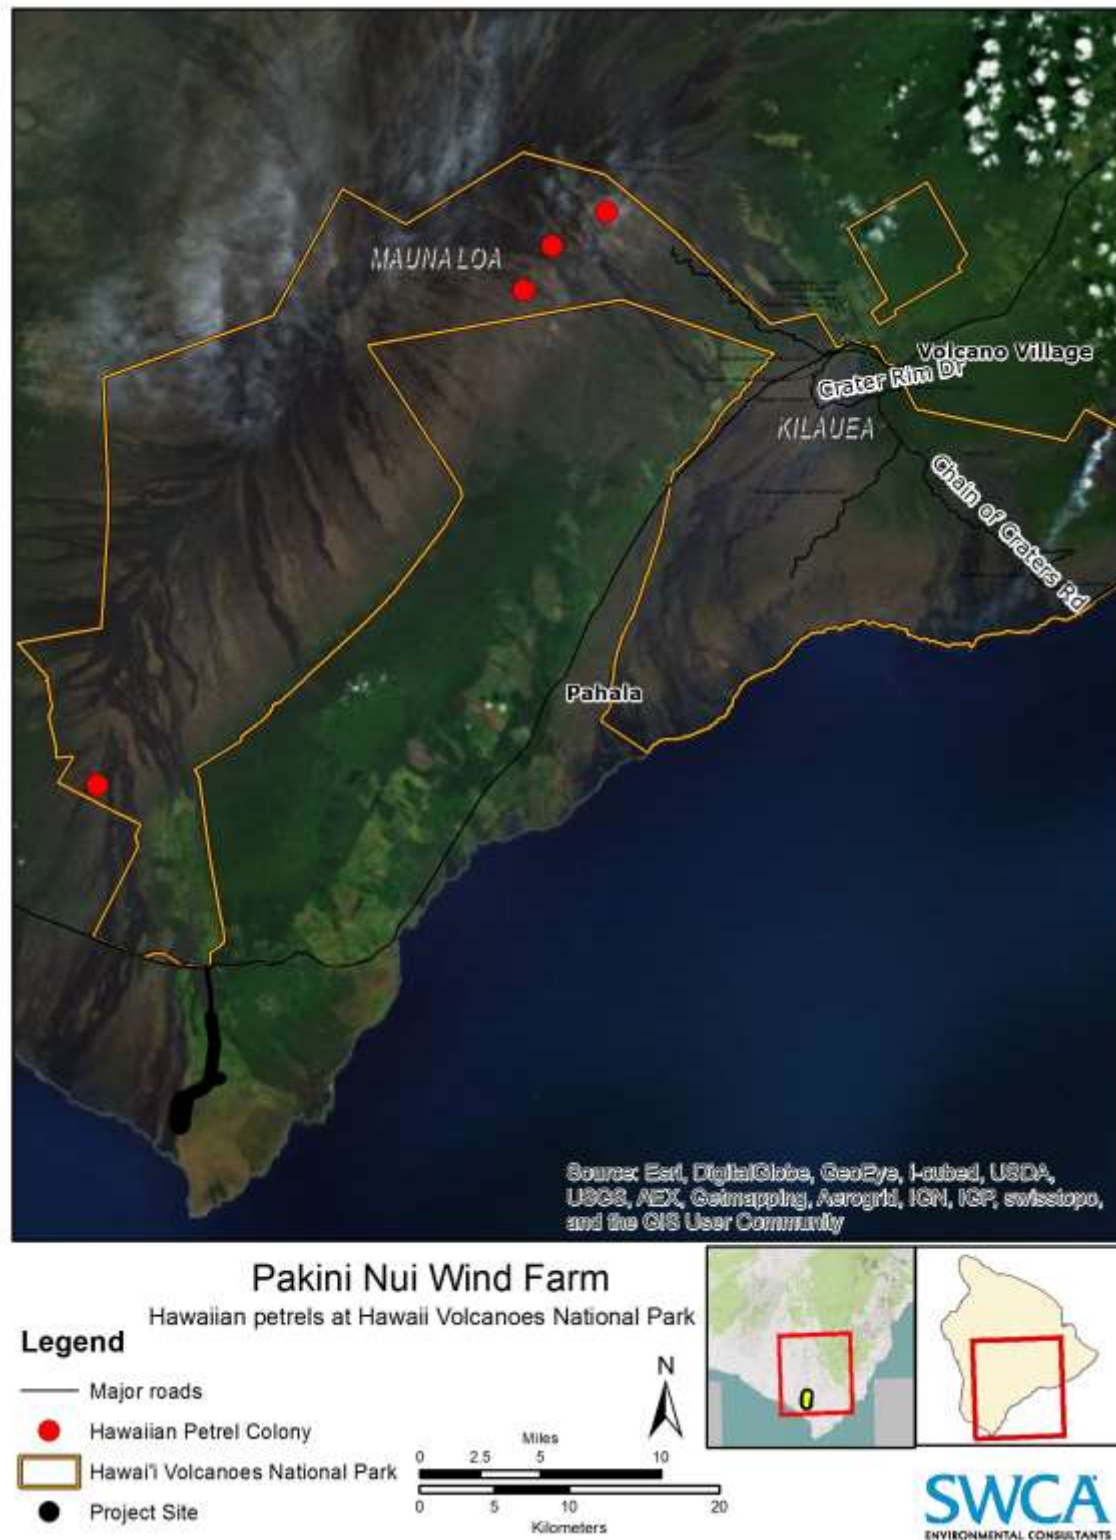 MAUNA LOA
Volcano Village
Crater Rim Dr
KILAUEA
Chain of Craters Rd
Pahala
Source: Esri, DigitalGlobe, GeoEye, i-cubed, USDA,
USGS, AEX, Getmapping, Aerogrid, IGN, IGP, swisstopo,
and the GIS User Community
Pakini Nui Wind Farm
Hawaiian petrels at Hawaii Volcanoes National Park
Legend
Major roads
Hawaiian Petrel Colony
Hawai'i Volcanoes National Park
Project Site
N
Miles
0 2.5 5 10
0 5 10 20
Kilometers
SWCA
ENVIRONMENTAL CONSULTANTS